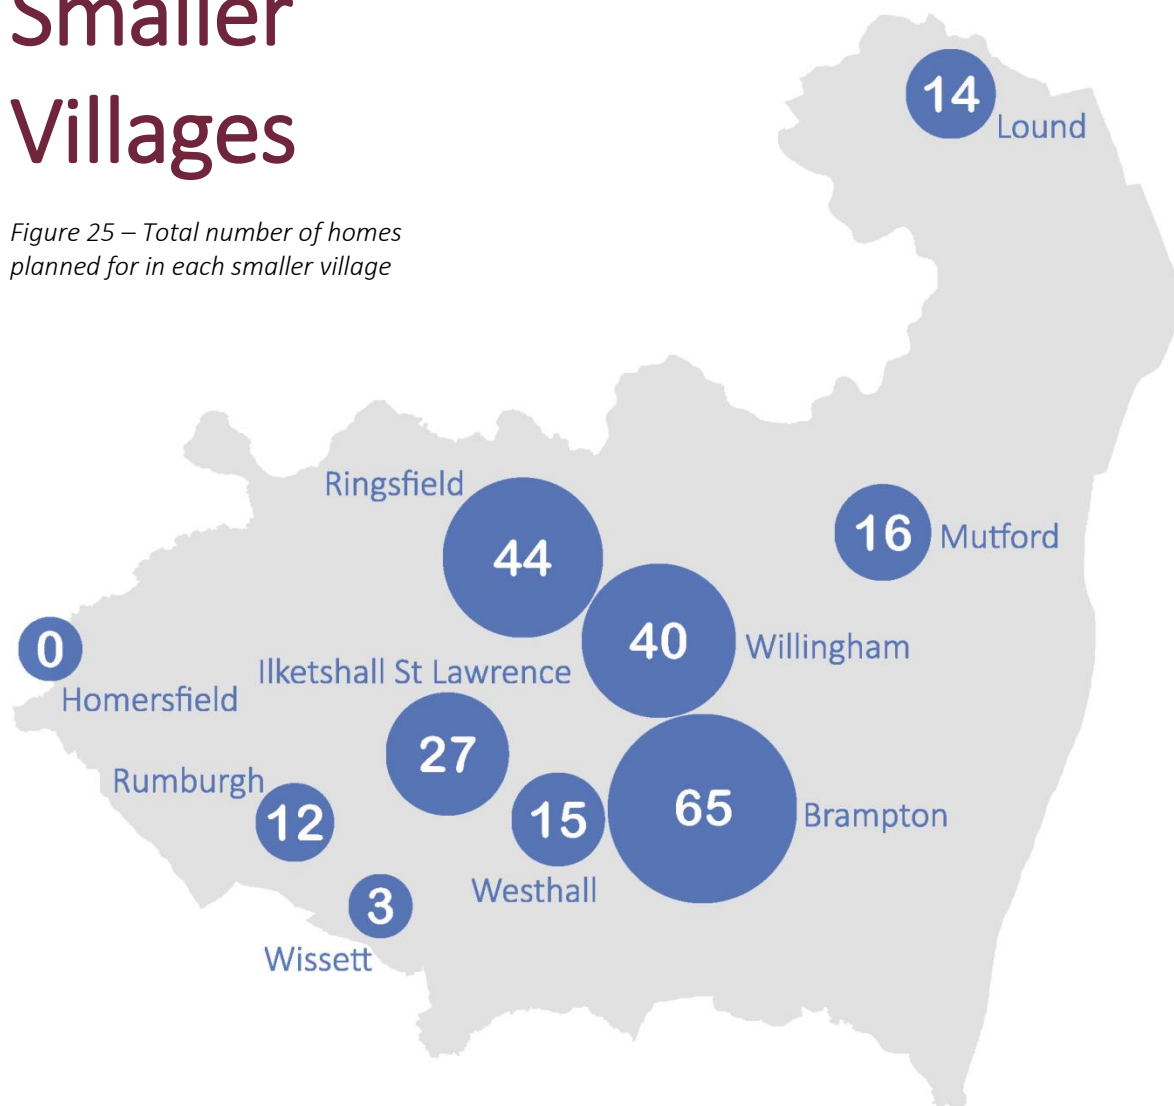 Smaller
Villages
Figure 25 – Total number of homes
planned for in each smaller village
14
Lound
Ringsfield
44
16
Mutford
0
Homersfield
40
Willingham
Ilketshall St Lawrence
27
Rumburgh
12
15
Westhall
65
Brampton
3
Wissett